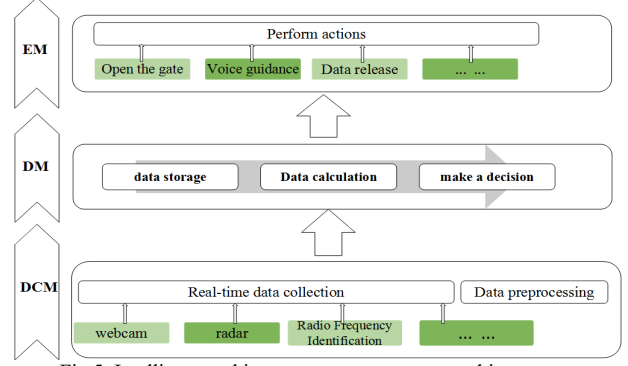 EM
Perform actions
Open the gate
Voice guidance
Data release
... ...
DM
data storage
Data calculation
make a decision
DCM
Real-time data collection
Data preprocessing
webcam
radar
Radio Frequency
Identification
... ...